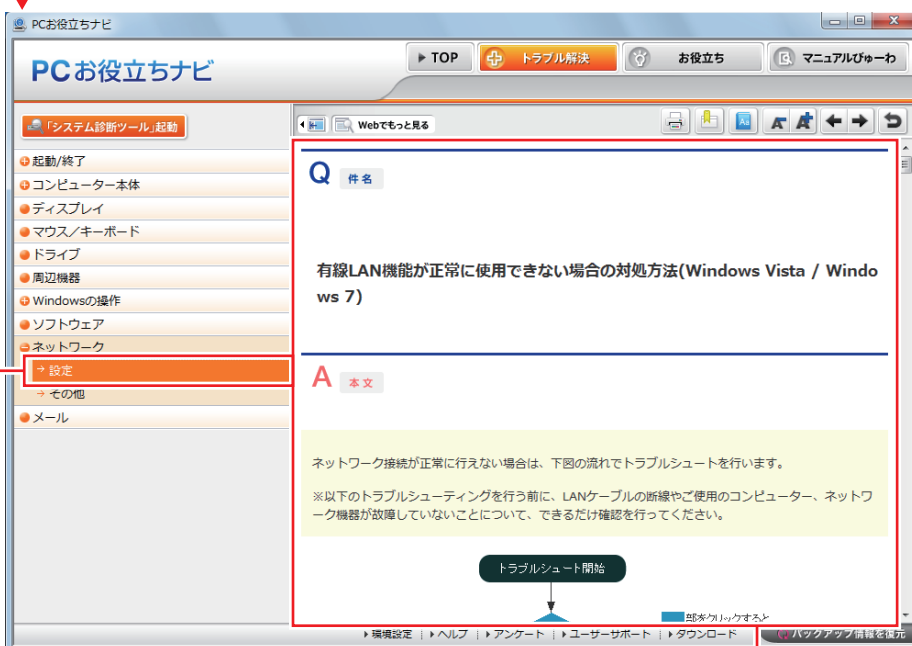 PCお役立ちナビ
PCお役立ちナビ
TOP
トラブル解決
お役立ち
マニュアルびゅーわ
「システム診断ツール」起動
Webでもっと見る
起動/終了
コンピューター本体
ディスプレイ
マウス／キーボード
ドライブ
周辺機器
Windowsの操作
ソフトウェア
ネットワーク
→ 設定
→ その他
メール
Q 件名
有線LAN機能が正常に使用できない場合の対処方法(Windows Vista / Windo
ws 7)
A 本文
ネットワーク接続が正常に行えない場合は、下図の流れでトラブルシュートを行います。
※以下のトラブルシューティングを行う前に、LANケーブルの断線やご使用のコンピューター、ネットワ
ーク機器が故障していないことについて、できるだけ確認を行ってください。
トラブルシュート開始
部をクリックすると
環境設定 | ヘルプ | アンケート | ユーザーサポート | ダウンロード
バックアップ情報を復元